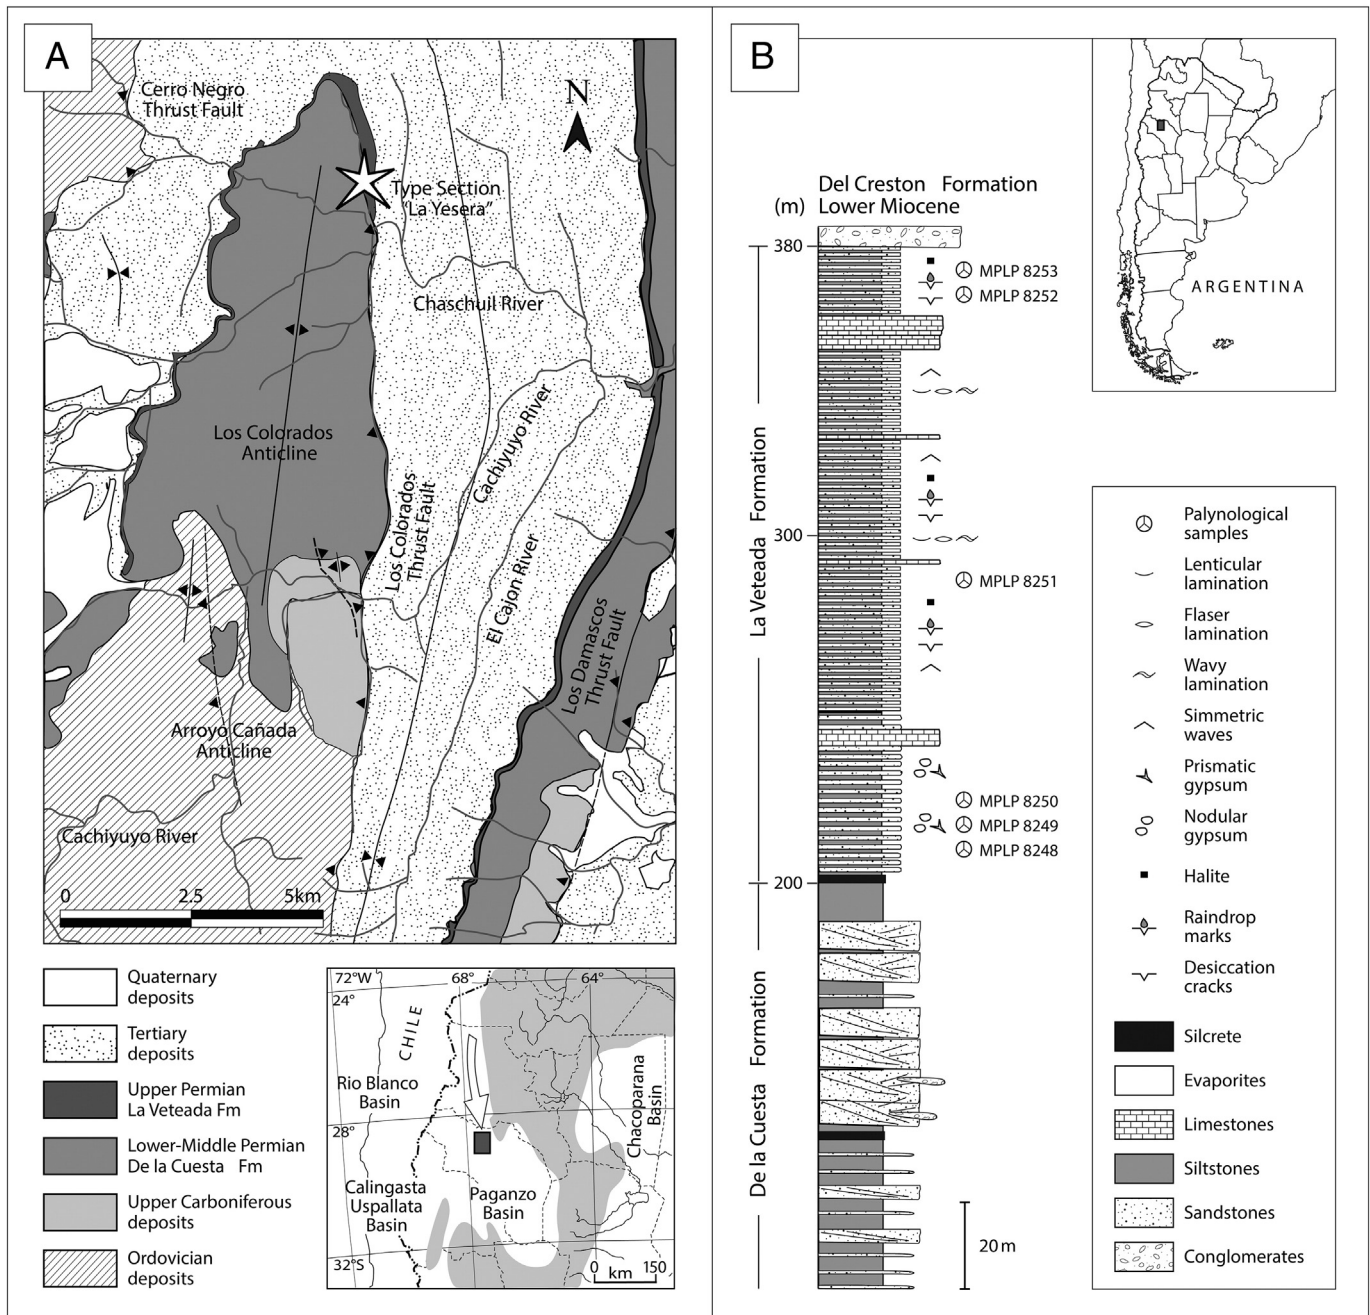 A
Cerro Negro
Thrust Fault
N
Type Section
"La Yesera"
Chaschuil River
Los Colorados
Anticline
Los Colorados
Thrust Fault
Cachiyuyo River
El Cajon River
Los Damascos
Thrust Fault
Arroyo Cañada
Anticline
Cachiyuyo River
0 2.5 5km
Quaternary
deposits
Tertiary
deposits
Upper Permian
La Veteada Fm
Lower-Middle Permian
De la Cuesta Fm
Upper Carboniferous
deposits
Ordovician
deposits
72°W 68° 64°
24°
CHILE
Rio Blanco
Basin
28°
Chacoparana
Basin
Calingasta
Uspallata
Basin
Paganzo
Basin
32°S
0 km 150
B
Del Creston Formation
(m) Lower Miocene
380
MPLP 8253
MPLP 8252
La Veteada Formation
300
MPLP 8251
MPLP 8250
MPLP 8249
MPLP 8248
200
De la Cuesta Formation
20 m
ARGENTINA
Palynological
samples
Lenticular
lamination
Flaser
lamination
Wavy
lamination
Simmetric
waves
Prismatic
gypsum
Nodular
gypsum
Halite
Raindrop
marks
Desiccation
cracks
Silcrete
Evaporites
Limestones
Siltstones
Sandstones
Conglomerates